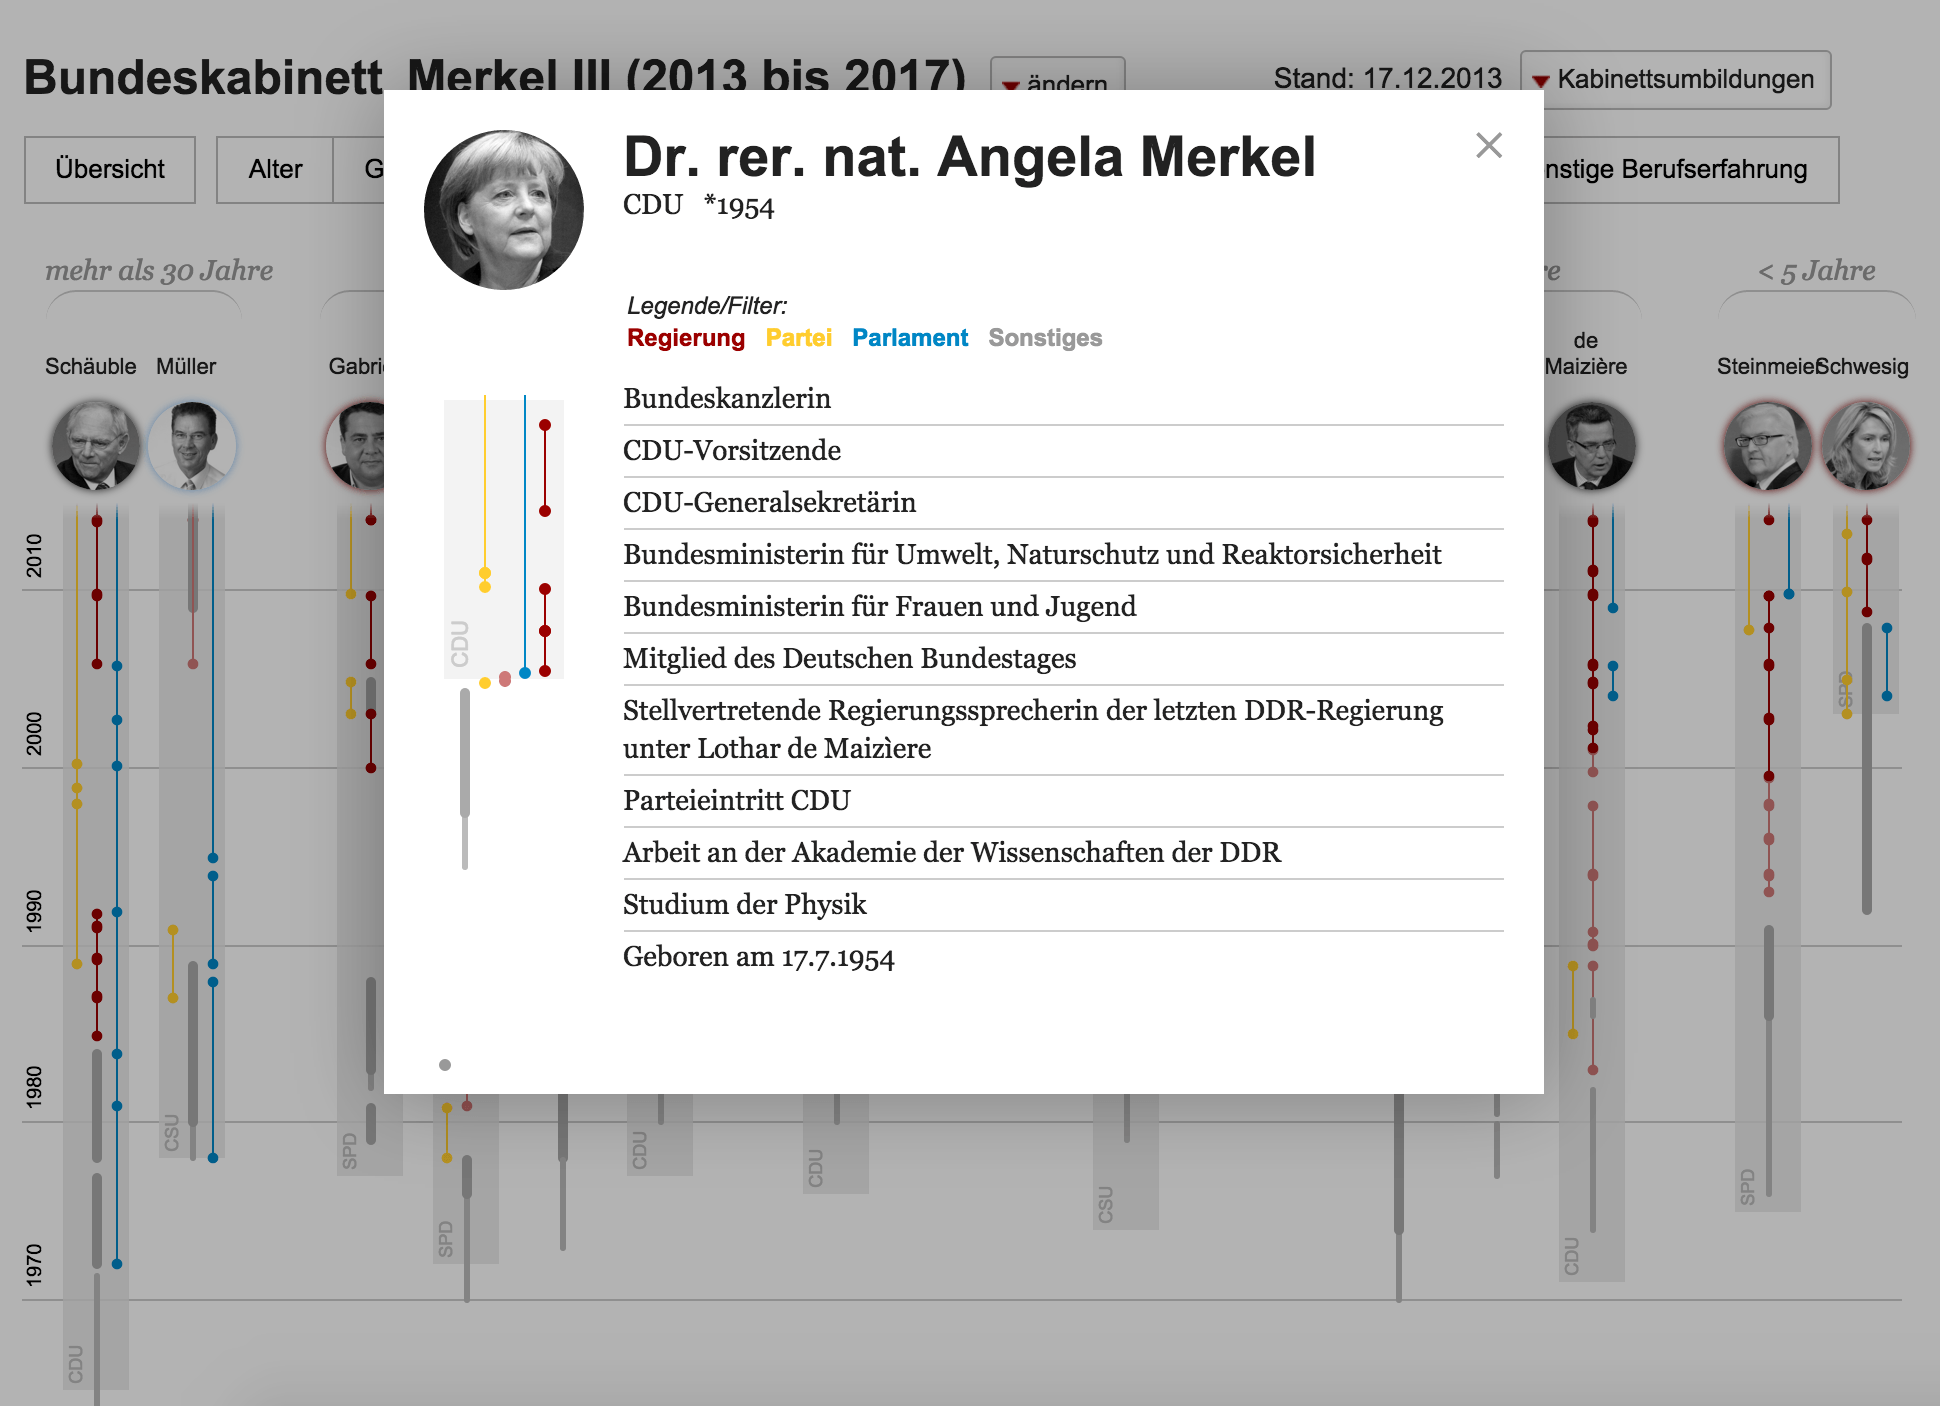 Bundeskabinett Merkel III (2013 bis 2017)
ändern
Stand: 17.12.2013
Kabinettsumbildungen
Übersicht
Alter
G
nstige Berufserfahrung
mehr als 30 Jahre
re
< 5 Jahre
Schäuble
Müller
Gabri
de
Maizière
Steinmeier
Schwesig
Dr. rer. nat. Angela Merkel
CDU *1954
Legende/Filter:
Regierung Partei Parlament Sonstiges
Bundeskanzlerin
CDU-Vorsitzende
CDU-Generalsekretärin
Bundesministerin für Umwelt, Naturschutz und Reaktorsicherheit
Bundesministerin für Frauen und Jugend
Mitglied des Deutschen Bundestages
Stellvertretende Regierungssprecherin der letzten DDR-Regierung
unter Lothar de Maizìere
Parteieintritt CDU
Arbeit an der Akademie der Wissenschaften der DDR
Studium der Physik
Geboren am 17.7.1954
CDU
2010
2000
1990
1980
1970
CDU
CSU
SPD
SPD
CDU
CDU
CSU
CDU
SPD
SPD